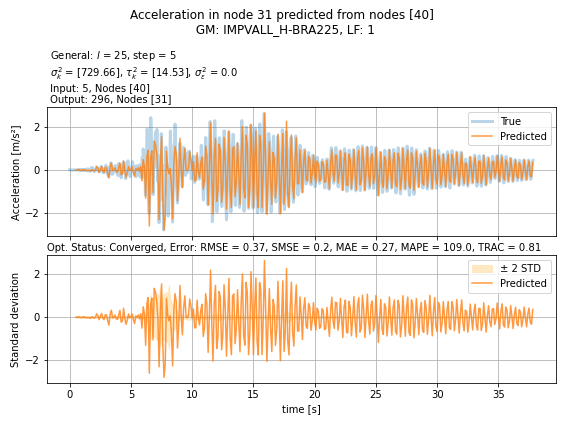 Acceleration in node 31 predicted from nodes [40]
GM: IMPVALL_H-BRA225, LF: 1
General: l = 25, step = 5
σ²ₖ = [729.66], τ²ₖ = [14.53], σ²ε = 0.0
Input: 5, Nodes [40]
Output: 296, Nodes [31]
Acceleration [m/s²]
2
0
−2
True
Predicted
Opt. Status: Converged, Error: RMSE = 0.37, SMSE = 0.2, MAE = 0.27, MAPE = 109.0, TRAC = 0.81
Standard deviation
2
0
−2
± 2 STD
Predicted
0 5 10 15 20 25 30 35
time [s]